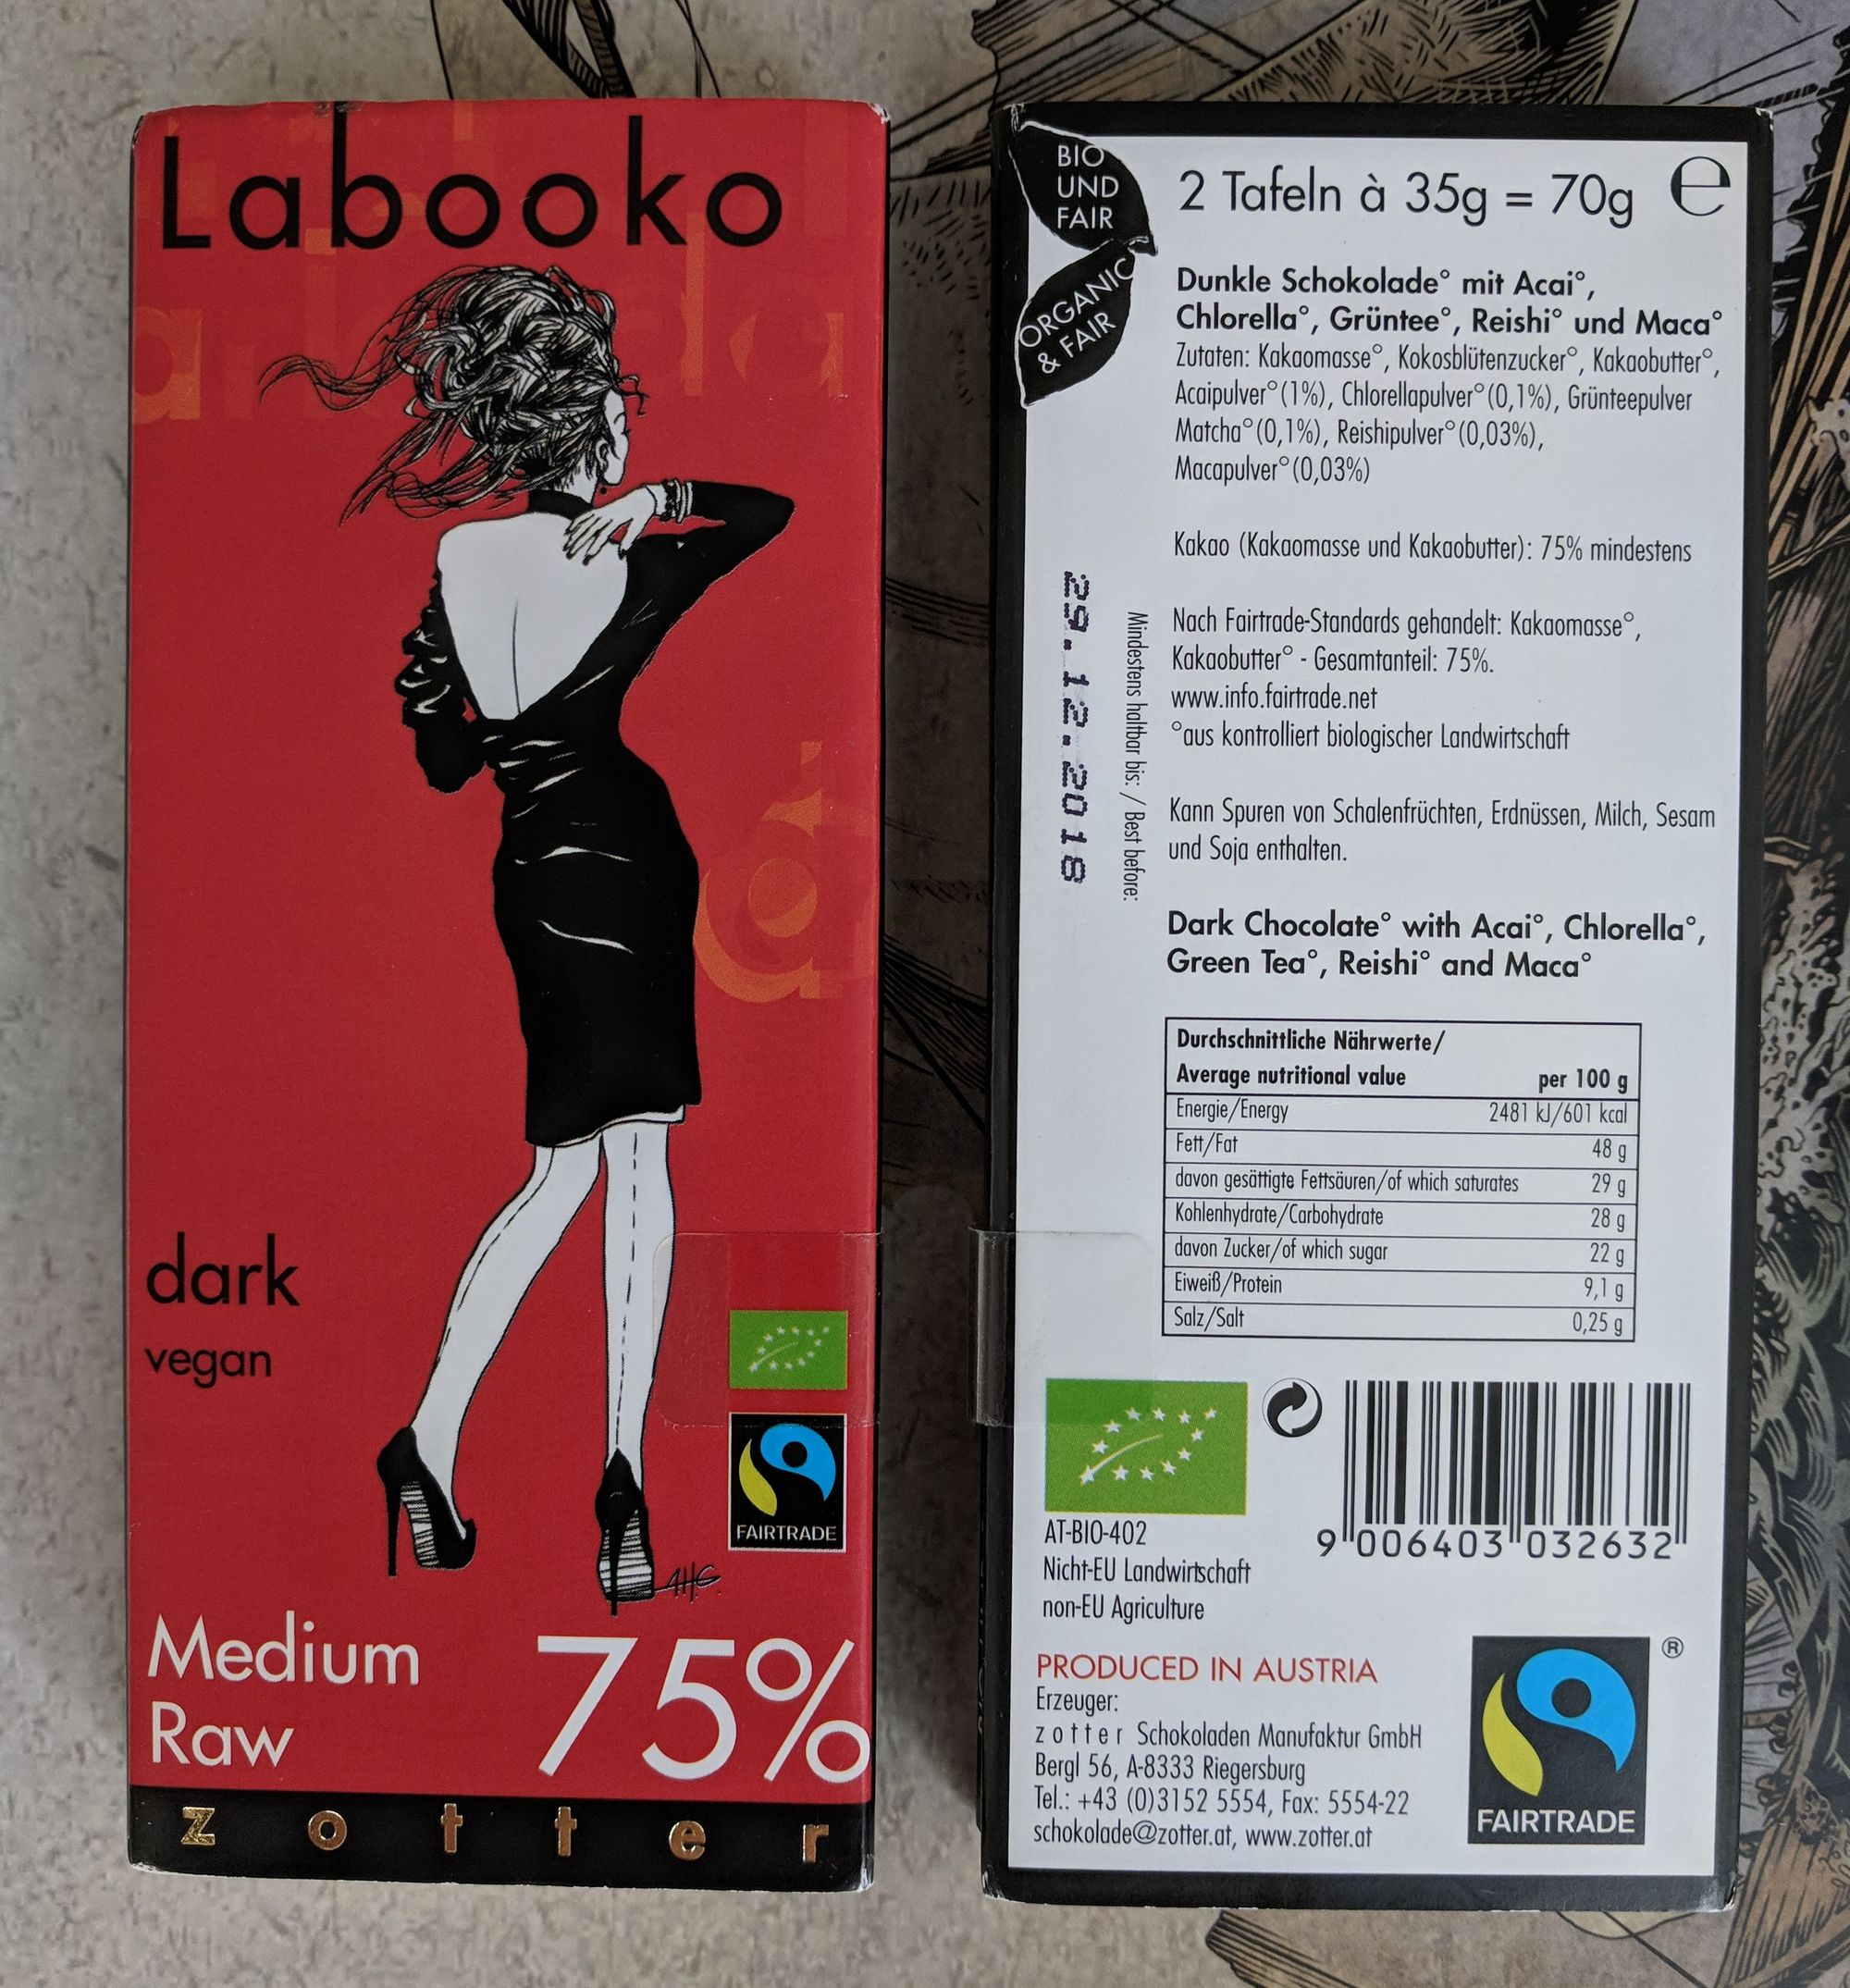 Labooko
dark
vegan
FAIRTRADE
A.H.G.
Medium
Raw
75%
zotter
BIO
UND
FAIR
ORGANIC
& FAIR
2 Tafeln à 35g = 70g ℮
Dunkle Schokolade° mit Acai°,
Chlorella°, Grüntee°, Reishi° und Maca°
Zutaten: Kakaomasse°, Kokosblütenzucker°, Kakaobutter°,
Acaipulver°(1%), Chlorellapulver°(0,1%), Grünteepulver
Matcha°(0,1%), Reishipulver°(0,03%),
Macapulver°(0,03%)
Kakao (Kakaomasse und Kakaobutter): 75% mindestens
Nach Fairtrade-Standards gehandelt: Kakaomasse°,
Kakaobutter° - Gesamtanteil: 75%.
www.info.fairtrade.net
°aus kontrolliert biologischer Landwirtschaft
Kann Spuren von Schalenfrüchten, Erdnüssen, Milch, Sesam
und Soja enthalten.
Mindestens haltbar bis: / Best before:
29.12.2018
Dark Chocolate° with Acai°, Chlorella°,
Green Tea°, Reishi° and Maca°
Durchschnittliche Nährwerte/
Average nutritional value per 100 g
Energie/Energy 2481 kJ/601 kcal
Fett/Fat 48 g
davon gesättigte Fettsäuren/of which saturates 29 g
Kohlenhydrate/Carbohydrate 28 g
davon Zucker/of which sugar 22 g
Eiweiß/Protein 9,1 g
Salz/Salt 0,25 g
9 006403 032632
AT-BIO-402
Nicht-EU Landwirtschaft
non-EU Agriculture
PRODUCED IN AUSTRIA
Erzeuger:
zotter Schokoladen Manufaktur GmbH
Bergl 56, A-8333 Riegersburg
Tel.: +43 (0)3152 5554, Fax: 5554-22
schokolade@zotter.at, www.zotter.at
®
FAIRTRADE